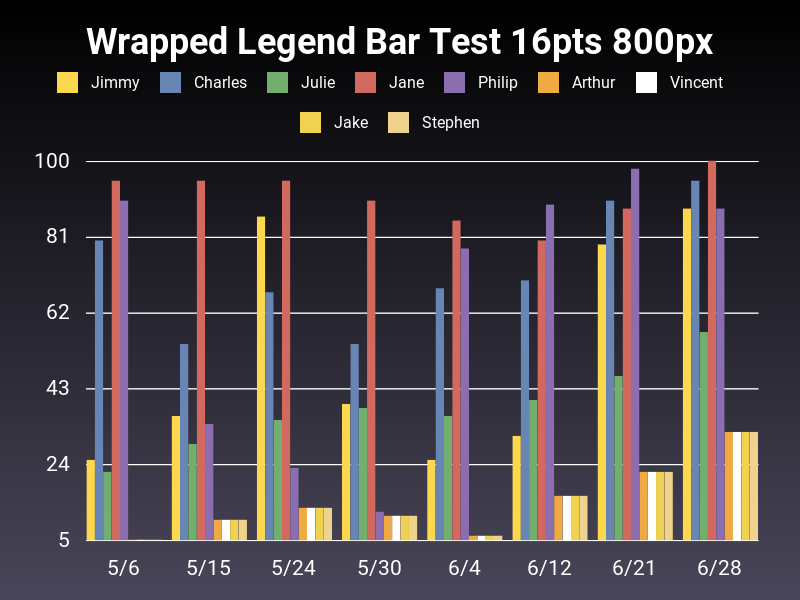 Wrapped Legend Bar Test 16pts 800px
Jimmy Charles Julie Jane Philip Arthur Vincent
Jake Stephen
100
81
62
43
24
5
5/6 5/15 5/24 5/30 6/4 6/12 6/21 6/28